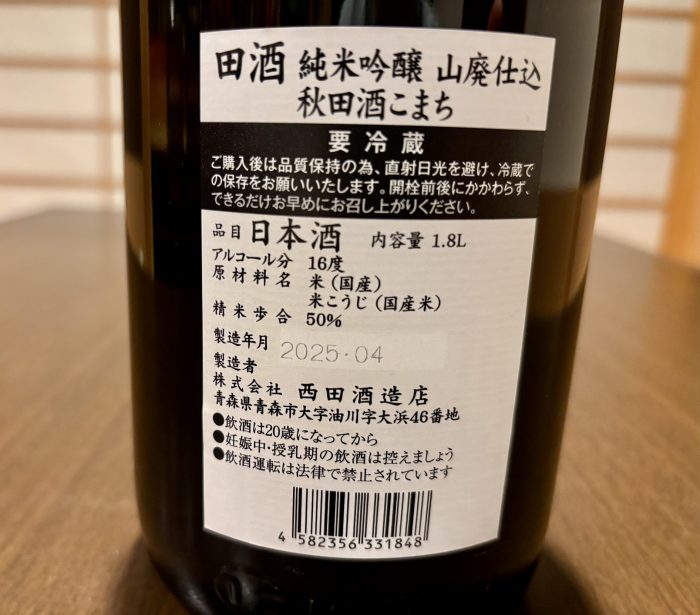 田酒 純米吟醸 山廃仕込
秋田酒こまち
要冷蔵
ご購入後は品質保持の為、直射日光を避け、冷蔵で
の保存をお願いいたします。開栓前後にかかわらず、
できるだけお早めにお召し上がりください。
品目 日本酒 内容量 1.8L
アルコール分 16度
原材料名 米（国産）
米こうじ（国産米）
精米歩合 50%
製造年月 2025・04
製造者
株式会社 西田酒造店
青森県青森市大字油川字大浜46番地
●飲酒は20歳になってから
●妊娠中・授乳期の飲酒は控えましょう
●飲酒運転は法律で禁止されています
4 582356 331848